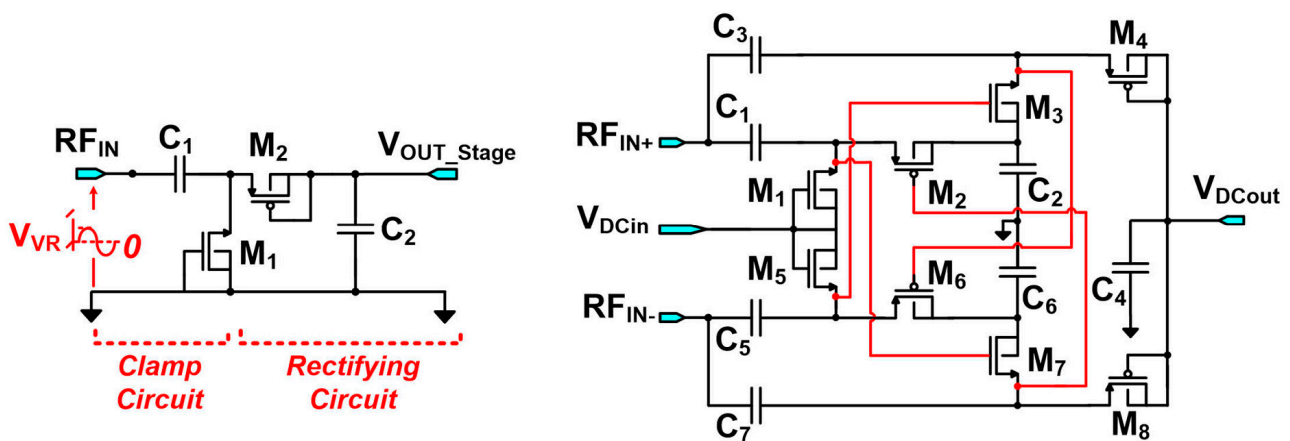 RF_IN
C_1
M_2
V_OUT_Stage
V_VR
0
M_1
C_2
Clamp Circuit
Rectifying Circuit
C_3
M_4
M_3
RF_IN+
C_1
M_2
C_2
M_1
V_DCin
V_DCout
M_5
M_6
C_6
C_4
RF_IN-
C_5
M_7
C_7
M_8